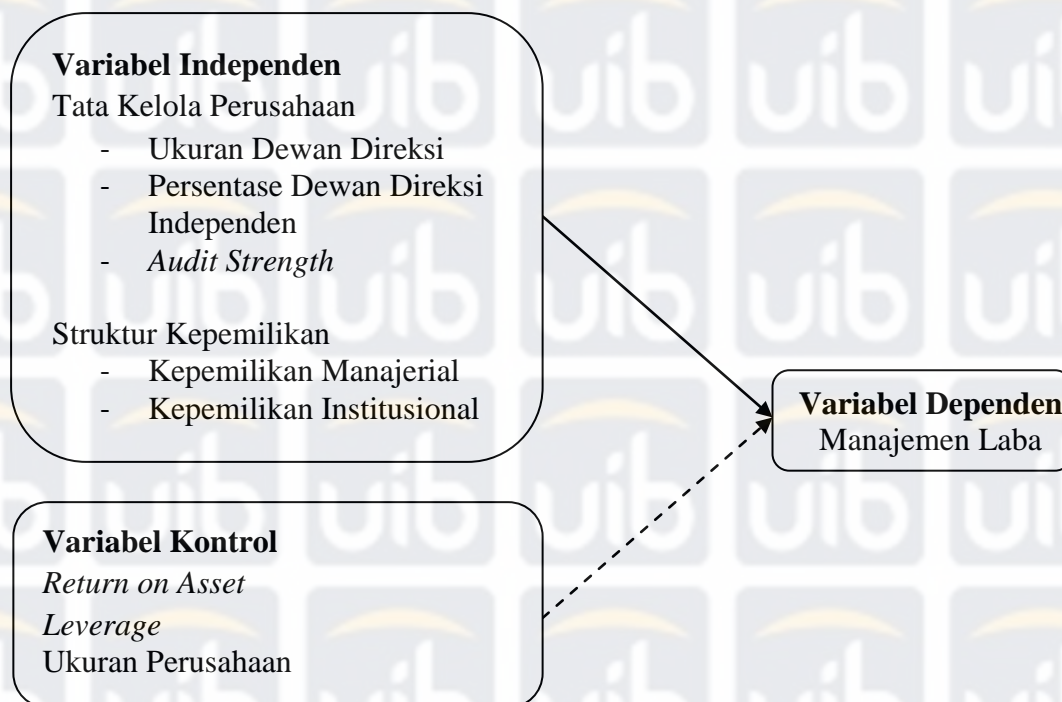 Variabel Independen
Tata Kelola Perusahaan
- Ukuran Dewan Direksi
- Persentase Dewan Direksi
Independen
- Audit Strength
Struktur Kepemilikan
- Kepemilikan Manajerial
- Kepemilikan Institusional
Variabel Dependen
Manajemen Laba
Variabel Kontrol
Return on Asset
Leverage
Ukuran Perusahaan